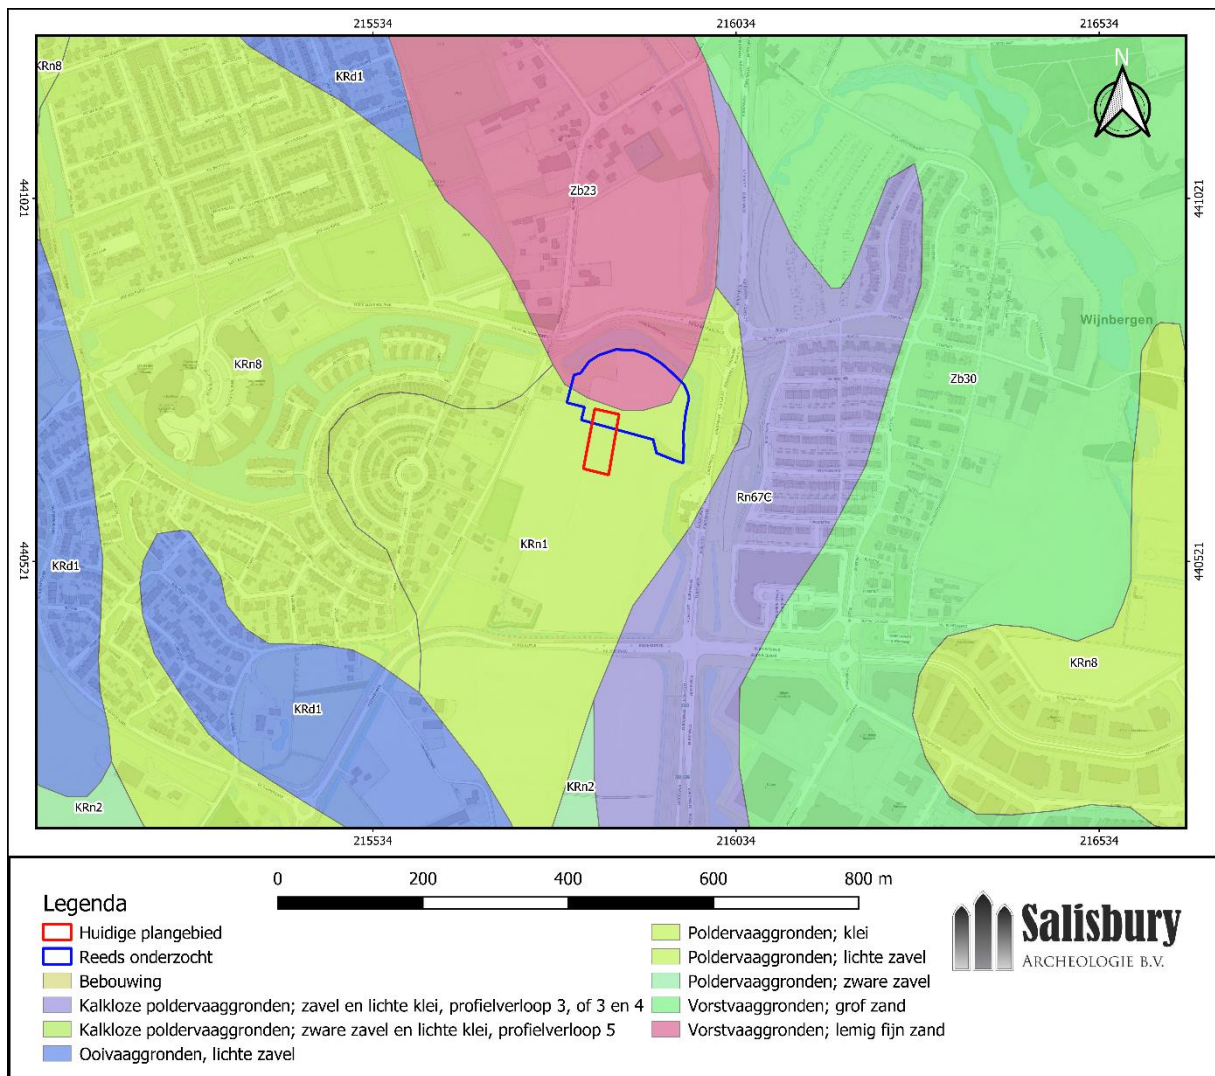 215534 216034 216534
KRn8
KRd1
N
441021 Zb23 441021
Wijnbergen
KRn8 Zb30
Rn67C
KRn1
440521 KRd1 440521
KRn8
KRd1
KRn2 KRn2
215534 216034 216534
Legenda
0 200 400 600 800 m
Huidige plangebied
Reeds onderzocht
Bebouwing
Kalkloze poldervaaggronden; zavel en lichte klei, profielverloop 3, of 3 en 4
Kalkloze poldervaaggronden; zware zavel en lichte klei, profielverloop 5
Ooivaaggronden, lichte zavel
Poldervaaggronden; klei
Poldervaaggronden; lichte zavel
Poldervaaggronden; zware zavel
Vorstvaaggronden; grof zand
Vorstvaaggronden; lemig fijn zand
Salisbury
ARCHEOLOGIE B.V.